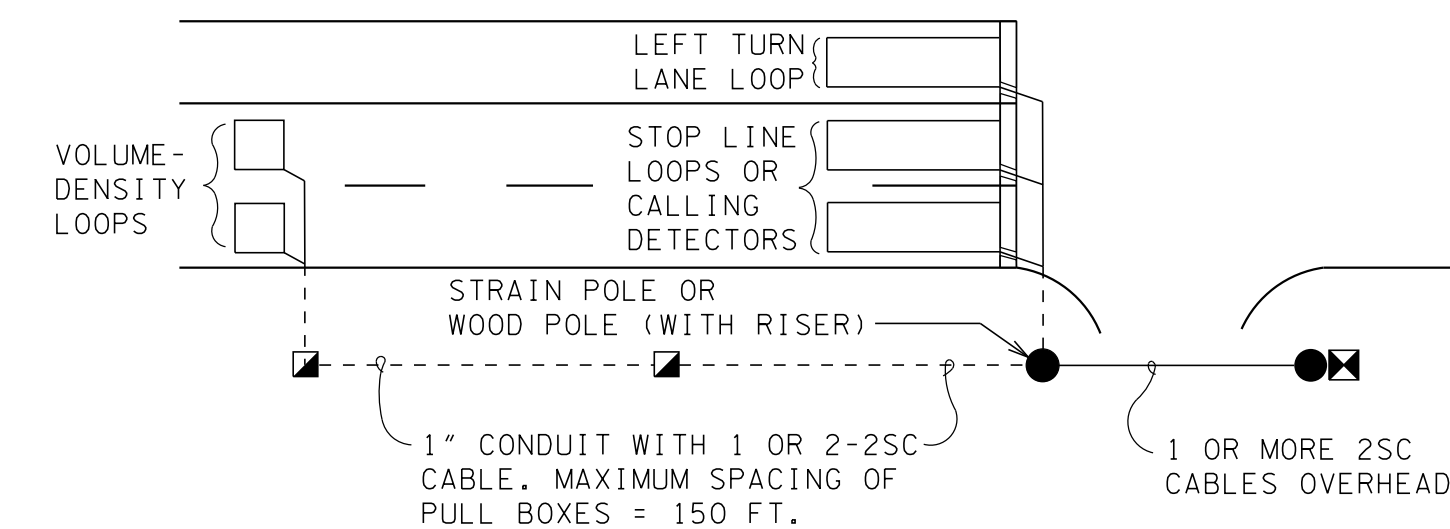 LEFT TURN
LANE LOOP
VOLUME-
DENSITY
LOOPS
STOP LINE
LOOPS OR
CALLING
DETECTORS
STRAIN POLE OR
WOOD POLE (WITH RISER)
1" CONDUIT WITH 1 OR 2-2SC
CABLE. MAXIMUM SPACING OF
PULL BOXES = 150 FT.
1 OR MORE 2SC
CABLES OVERHEAD